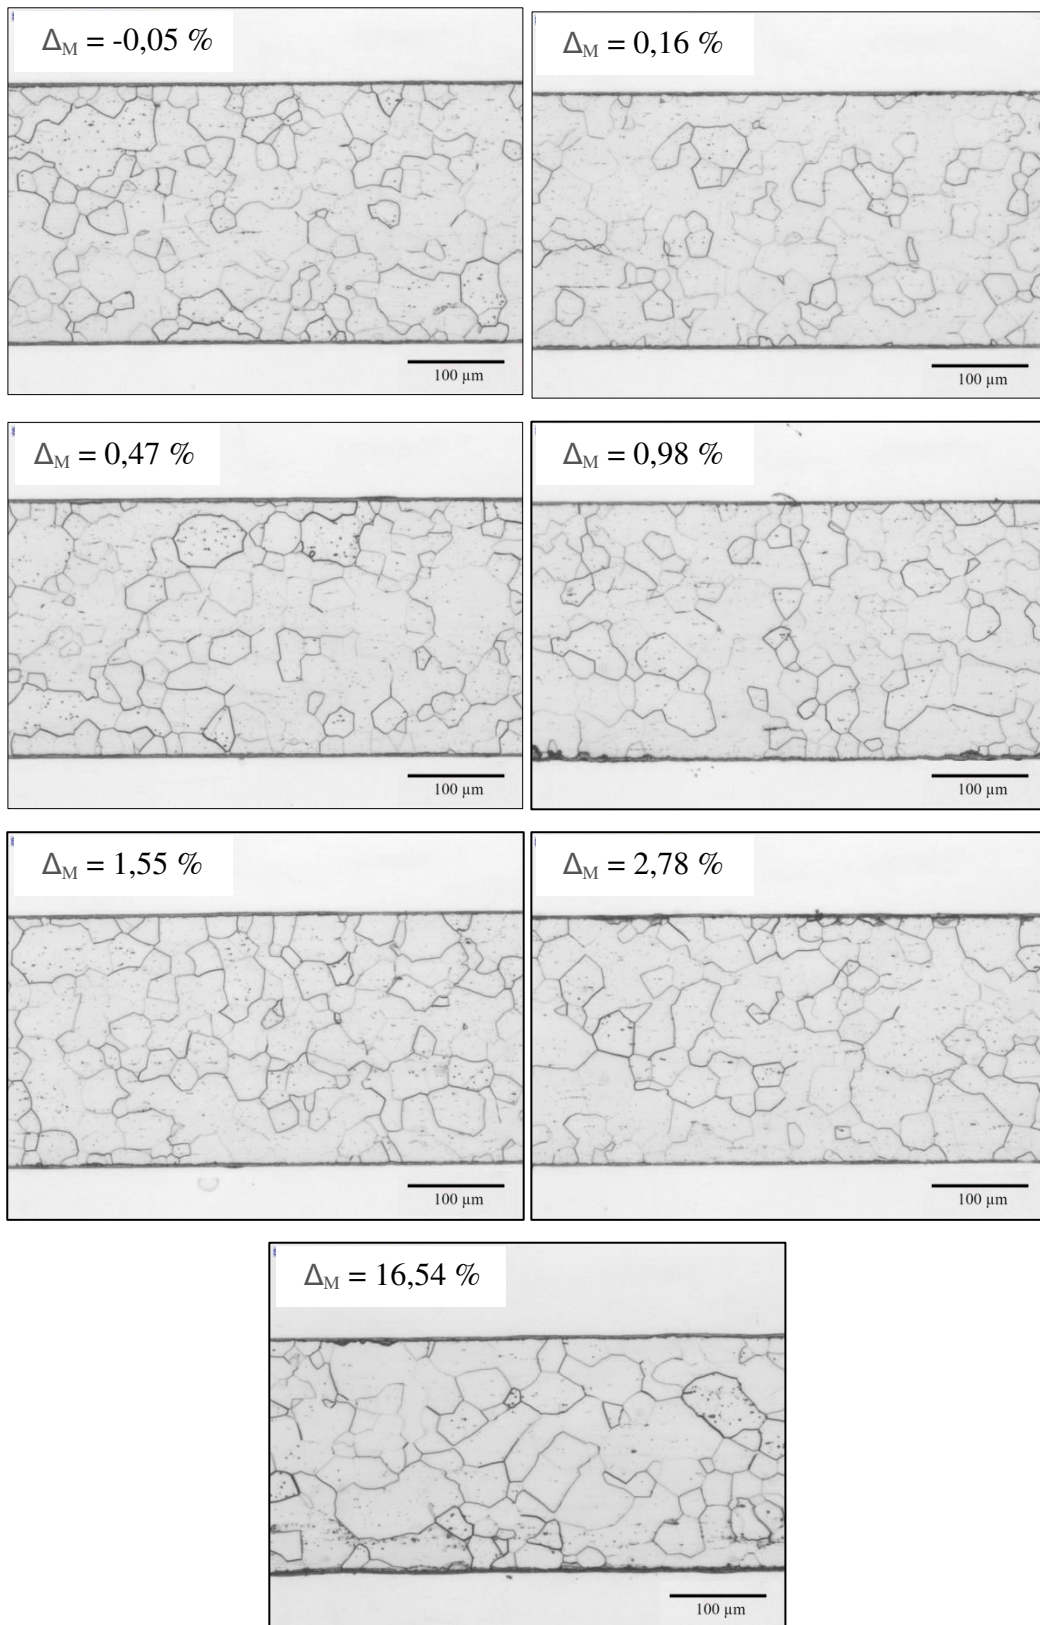 ΔM = -0,05 %
ΔM = 0,16 %
100 µm
100 µm
ΔM = 0,47 %
ΔM = 0,98 %
100 µm
100 µm
ΔM = 1,55 %
ΔM = 2,78 %
100 µm
100 µm
ΔM = 16,54 %
100 µm